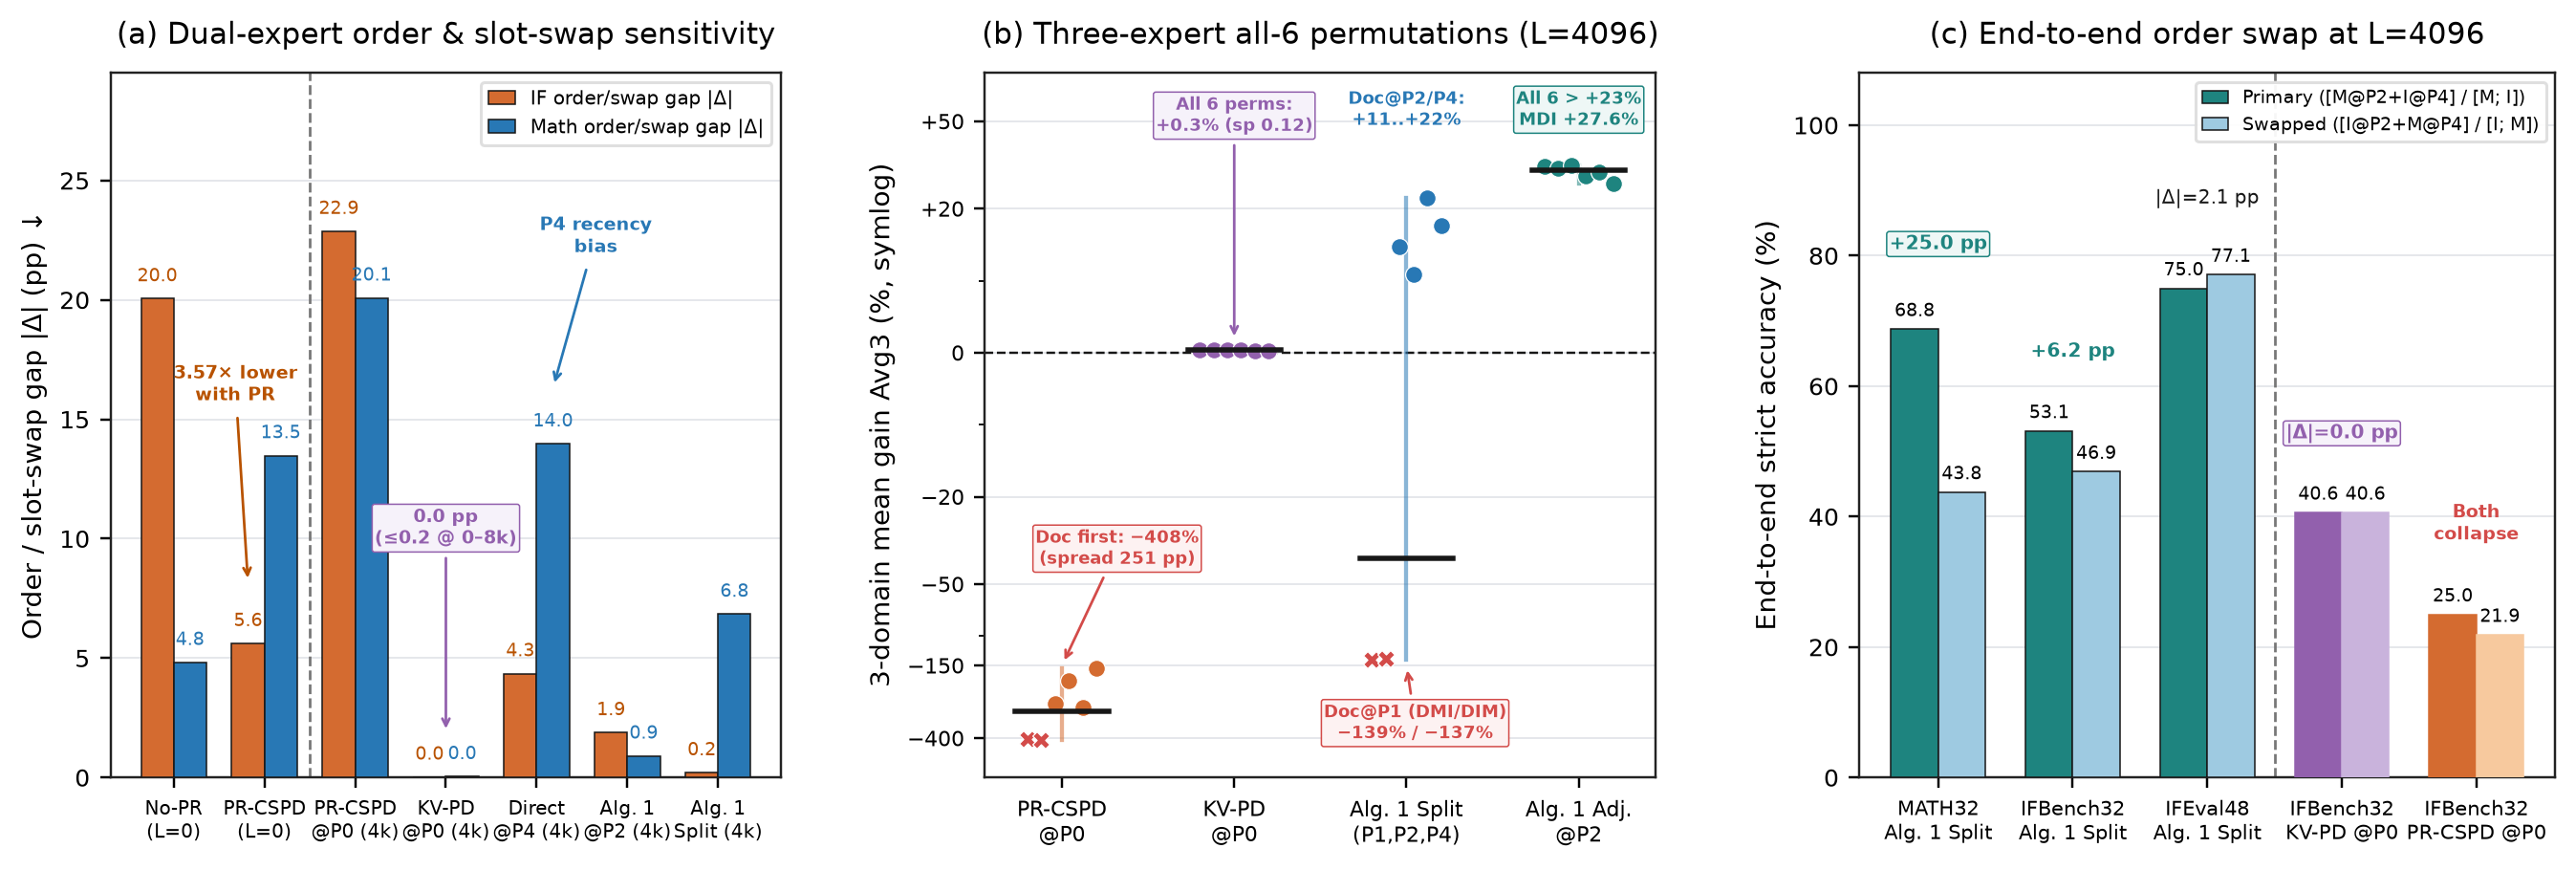 (a) Dual-expert order & slot-swap sensitivity
Order / slot-swap gap |Δ| (pp) ↓
25
20
15
10
5
0
IF order/swap gap |Δ|
Math order/swap gap |Δ|
20.0
4.8
3.57× lower
with PR
5.6
13.5
22.9
20.1
0.0 pp
(≤0.2 @ 0–8k)
0.0
0.0
P4 recency
bias
4.3
14.0
1.9
0.9
0.2
6.8
No-PR
(L=0)
PR-CSPD
(L=0)
PR-CSPD
@P0 (4k)
KV-PD
@P0 (4k)
Direct
@P4 (4k)
Alg. 1
@P2 (4k)
Alg. 1
Split (4k)
(b) Three-expert all-6 permutations (L=4096)
3-domain mean gain Avg3 (%, symlog)
+50
+20
0
−20
−50
−150
−400
All 6 perms:
+0.3% (sp 0.12)
Doc@P2/P4:
+11..+22%
All 6 > +23%
MDI +27.6%
Doc first: −408%
(spread 251 pp)
Doc@P1 (DMI/DIM)
−139% / −137%
PR-CSPD
@P0
KV-PD
@P0
Alg. 1 Split
(P1,P2,P4)
Alg. 1 Adj.
@P2
(c) End-to-end order swap at L=4096
End-to-end strict accuracy (%)
100
80
60
40
20
0
Primary ([M@P2+I@P4] / [M; I])
Swapped ([I@P2+M@P4] / [I; M])
+25.0 pp
68.8
43.8
+6.2 pp
53.1
46.9
|Δ|=2.1 pp
75.0
77.1
|Δ|=0.0 pp
40.6
40.6
Both
collapse
25.0
21.9
MATH32
Alg. 1 Split
IFBench32
Alg. 1 Split
IFEval48
Alg. 1 Split
IFBench32
KV-PD @P0
IFBench32
PR-CSPD @P0